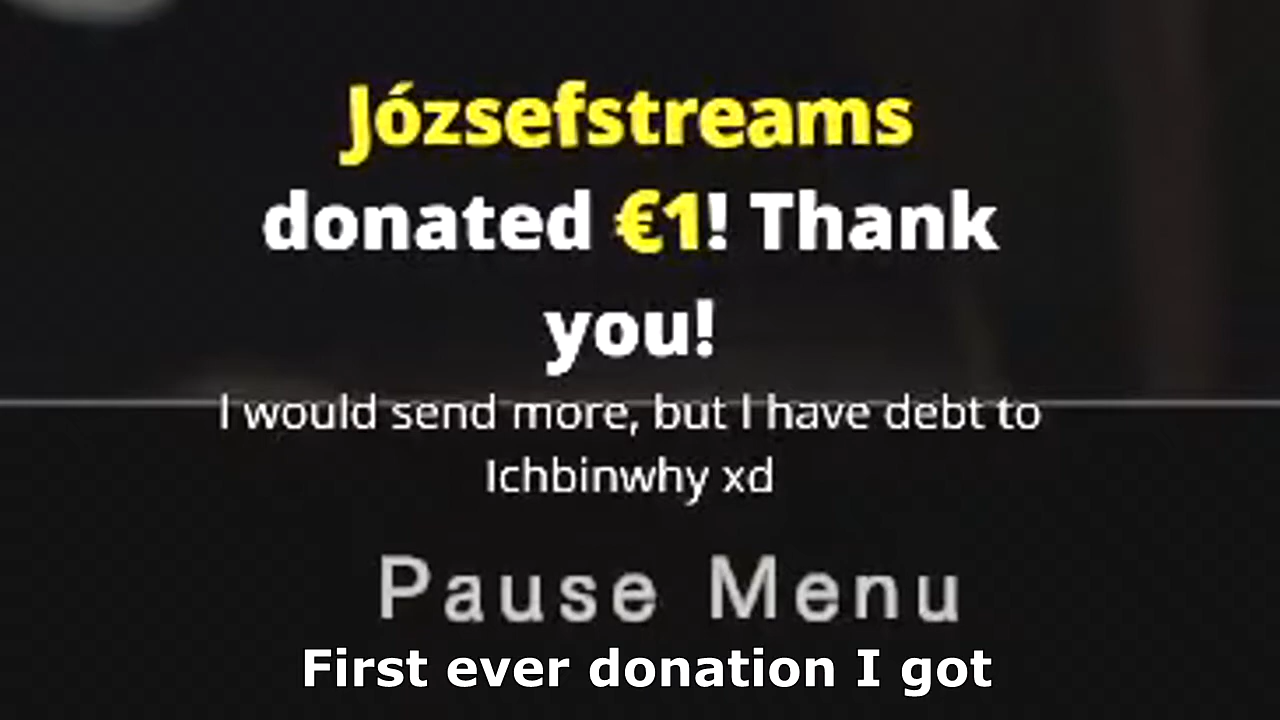 Józsefstreams
donated €1! Thank
you!
I would send more, but I have debt to
Ichbinwhy xd
Pause Menu
First ever donation I got